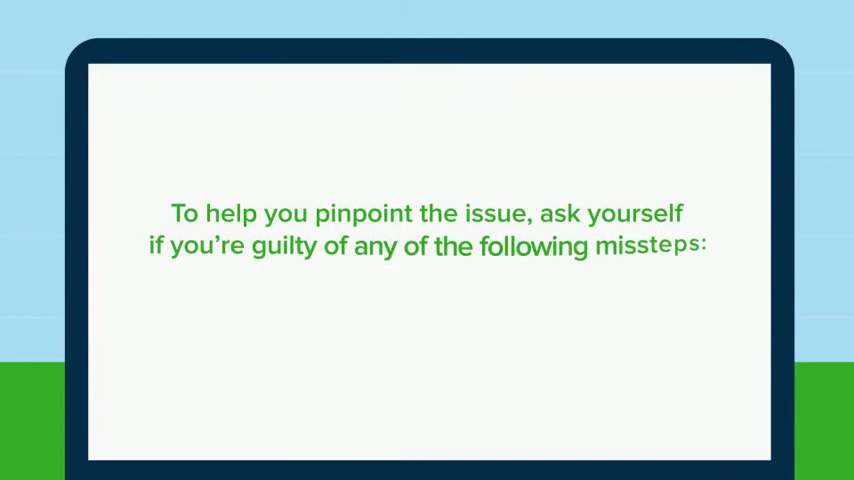 To help you pinpoint the issue, ask yourself
if you’re guilty of any of the following missteps: